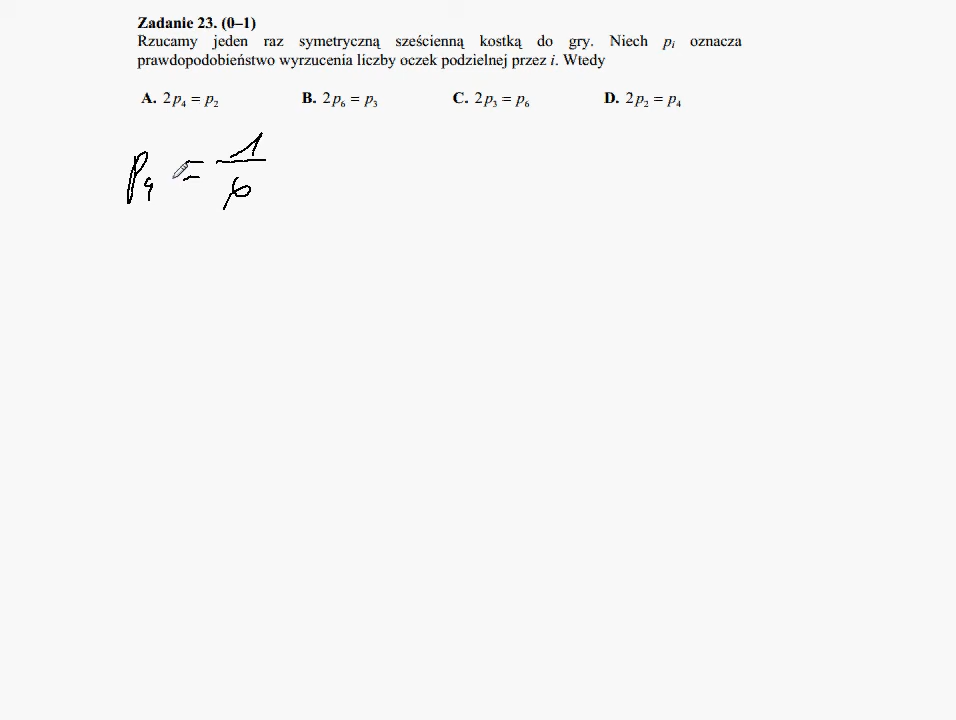 Zadanie 23. (0–1)
Rzucamy jeden raz symetryczną sześcienną kostką do gry. Niech pᵢ oznacza
prawdopodobieństwo wyrzucenia liczby oczek podzielnej przez i. Wtedy
A. 2p₄ = p₂ B. 2p₆ = p₃ C. 2p₃ = p₆ D. 2p₂ = p₄
p₄ = 1/6